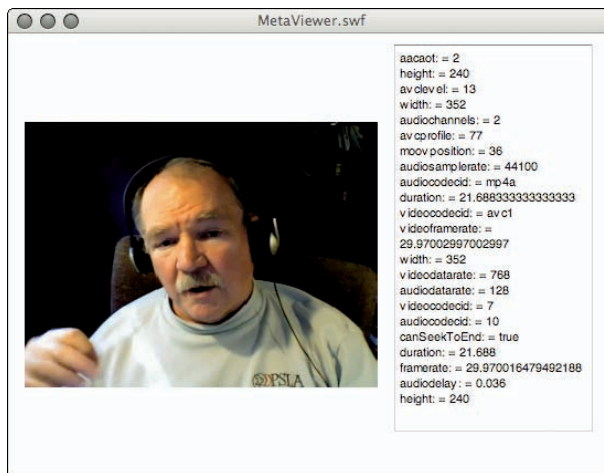 MetaViewer.swf
aacaot: = 2
height: = 240
avclevel: = 13
width: = 352
audiochannels: = 2
avcprofile: = 77
moovposition: = 36
audiosamplerate: = 44100
audiocodecid: = mp4a
duration: = 21.688333333333333
videocodecid: = avc1
videoframerate: =
29.97002997002997
width: = 352
videodatarate: = 768
audiodatarate: = 128
videocodecid: = 7
audiocodecid: = 10
canSeekToEnd: = true
duration: = 21.688
framerate: = 29.970016479492188
audiodelay: = 0.036
height: = 240
OOPSLA